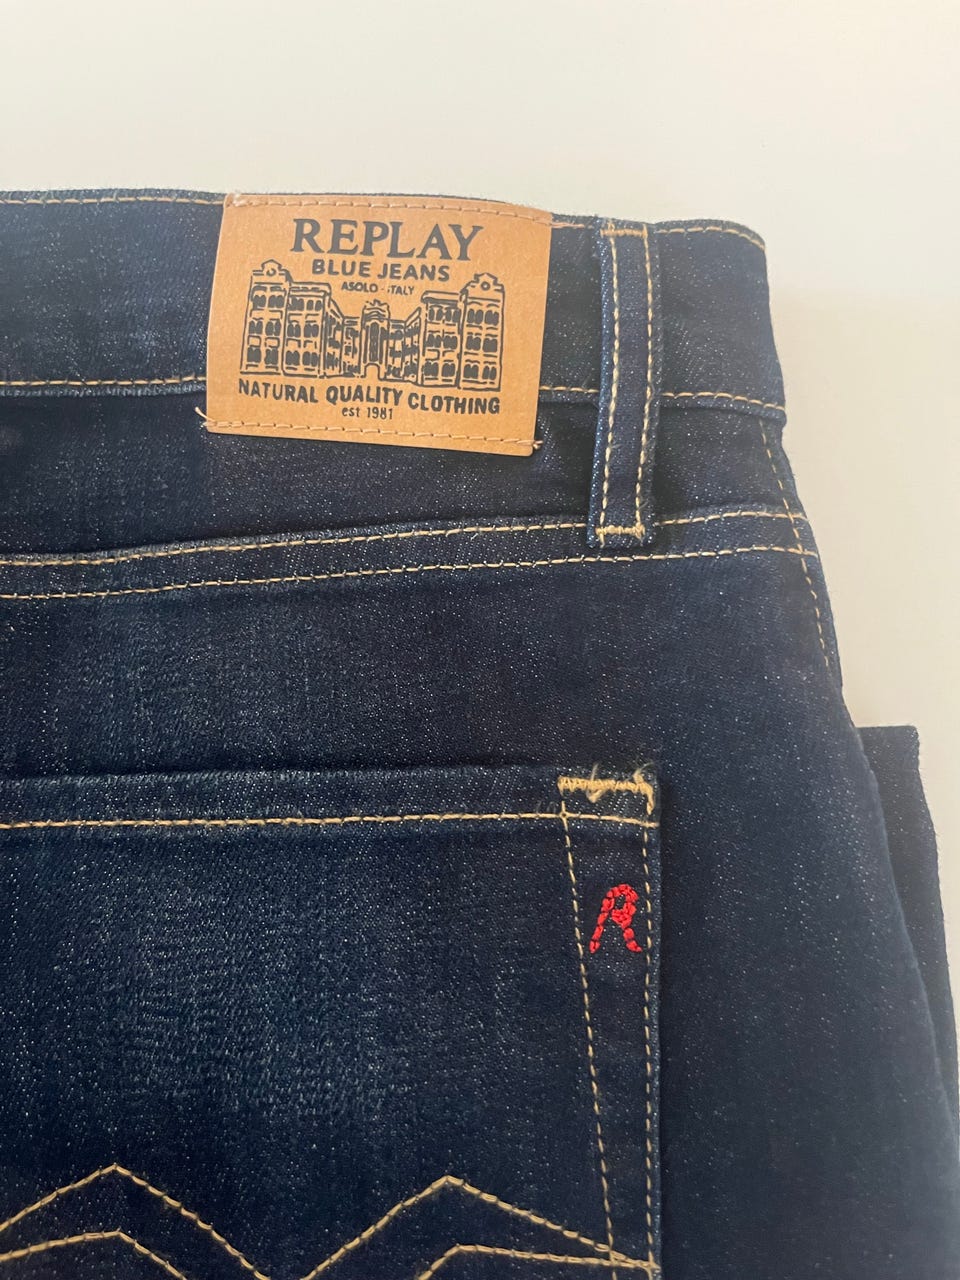 REPLAY
BLUE JEANS
ASOLO - ITALY
NATURAL QUALITY CLOTHING
est 1981
R